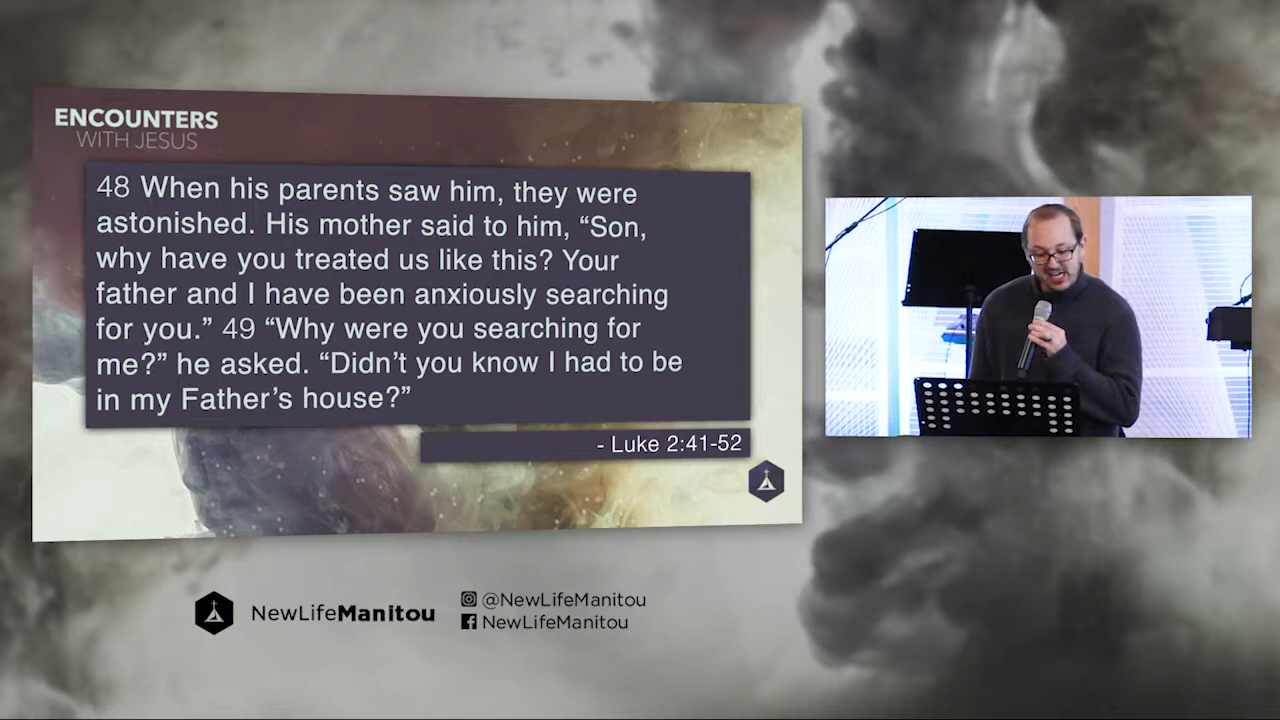 ENCOUNTERS
WITH JESUS
48 When his parents saw him, they were
astonished. His mother said to him, “Son,
why have you treated us like this? Your
father and I have been anxiously searching
for you.” 49 “Why were you searching for
me?” he asked. “Didn’t you know I had to be
in my Father’s house?”
- Luke 2:41-52
NewLifeManitou
@NewLifeManitou
NewLifeManitou